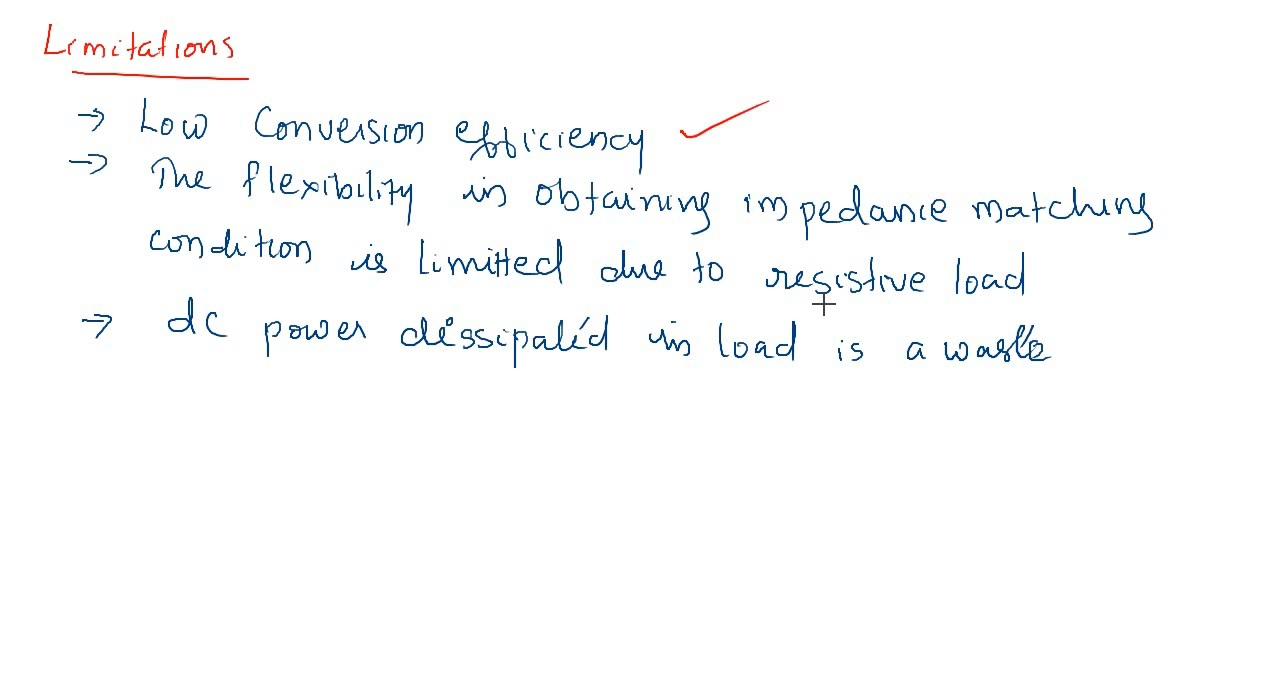 Limitations
→ Low Conversion efficiency ✓
→ The flexibility in obtaining impedance matching
condition is Limitted due to resistive load
→ dc power dissipated in load is a waste